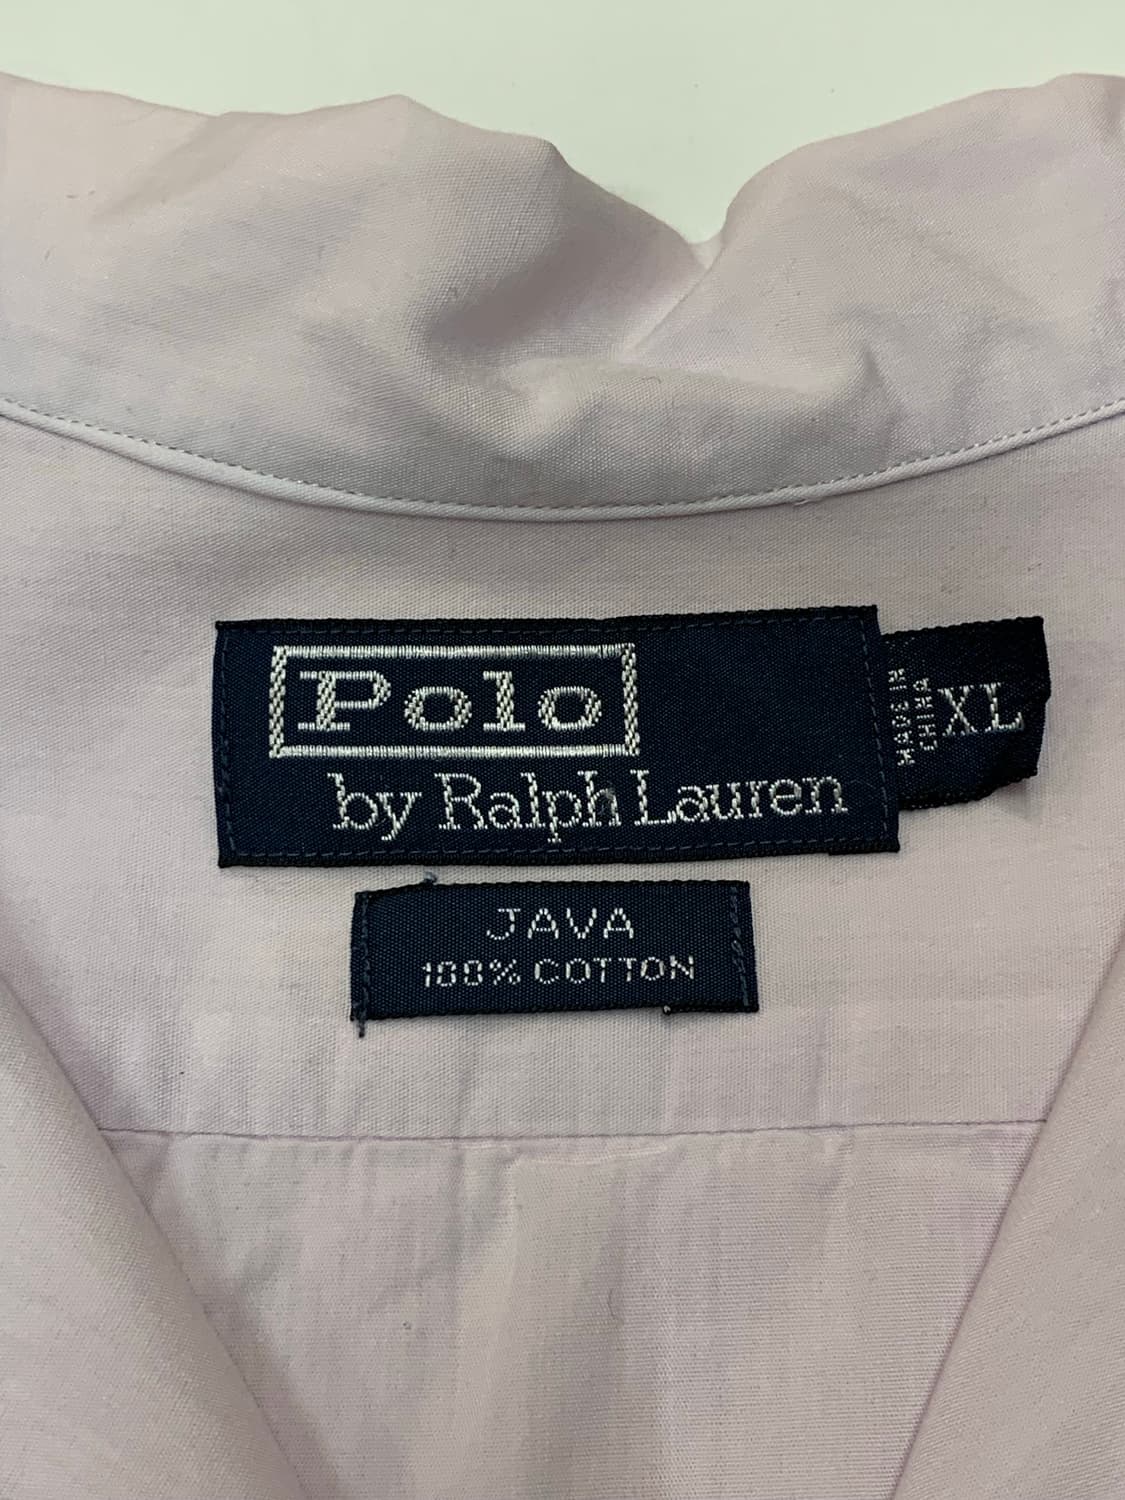 Polo
by Ralph Lauren
MADE IN
CHINA
XL
JAVA
100% COTTON